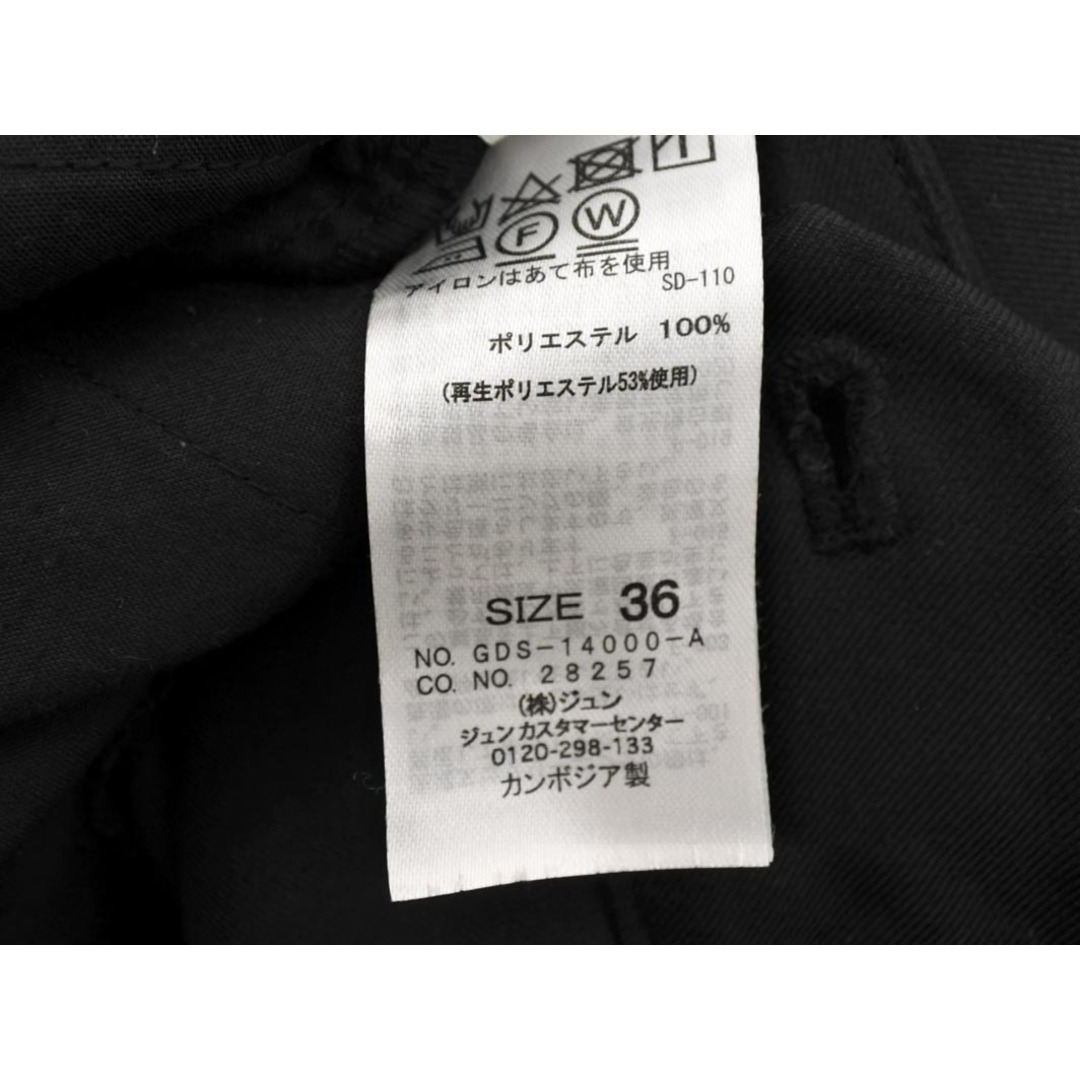 F W
アイロンはあて布を使用
SD-110
ポリエステル 100%
(再生ポリエステル53%使用)
SIZE 36
NO. GDS-14000-A
CO. NO. 28257
(株)ジュン
ジュンカスタマーセンター
0120-298-133
カンボジア製